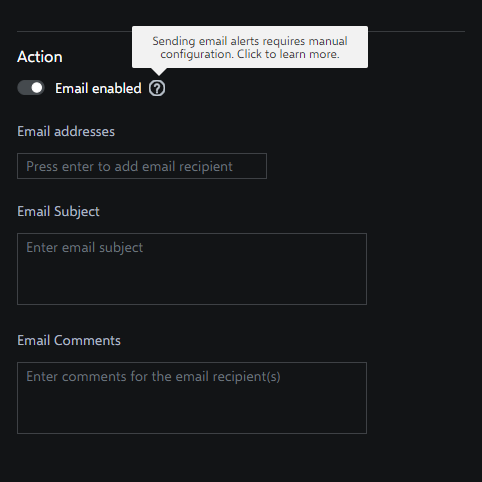 Sending email alerts requires manual
configuration. Click to learn more.
Action
Email enabled ?
Email addresses
Press enter to add email recipient
Email Subject
Enter email subject
Email Comments
Enter comments for the email recipient(s)